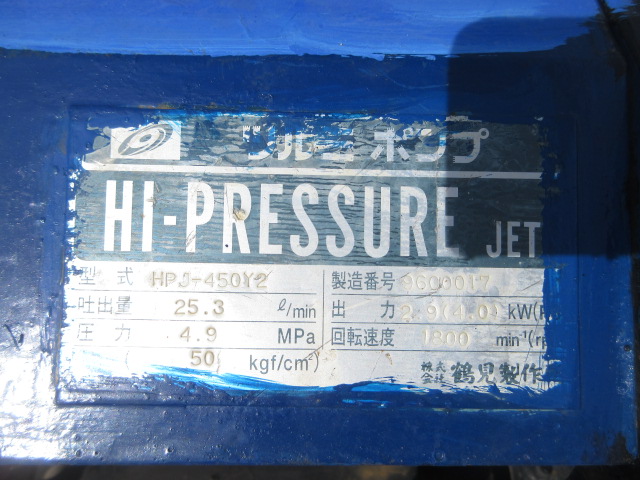 ツルミポンプ
HI-PRESSURE JET
型式 HPJ-450Y2 製造番号 9600017
吐出量 25.3 ℓ/min 出力 2.9(4.0) kW(
圧力 4.9 MPa 回転速度 1800 min⁻¹(r
( 50 kgf/cm²) 株式会社 鶴見製作